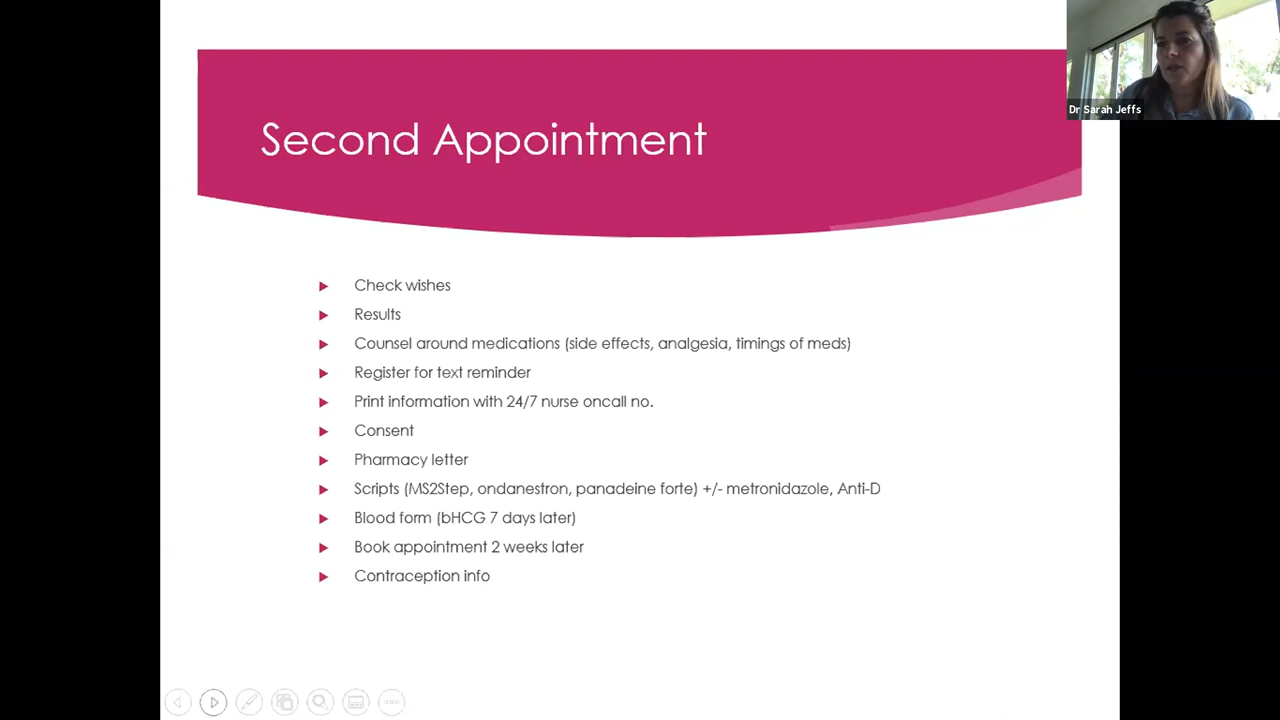 Dr Sarah Jeffs
Second Appointment
Check wishes
Results
Counsel around medications (side effects, analgesia, timings of meds)
Register for text reminder
Print information with 24/7 nurse oncall no.
Consent
Pharmacy letter
Scripts (MS2Step, ondanestron, panadeine forte) +/- metronidazole, Anti-D
Blood form (bHCG 7 days later)
Book appointment 2 weeks later
Contraception info